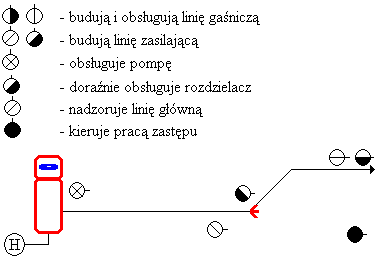 - budują i obsługują linię gaśniczą
- budują linię zasilającą
- obsługuje pompę
- doraźnie obsługuje rozdzielacz
- nadzoruje linię główną
- kieruje pracą zastępu
H